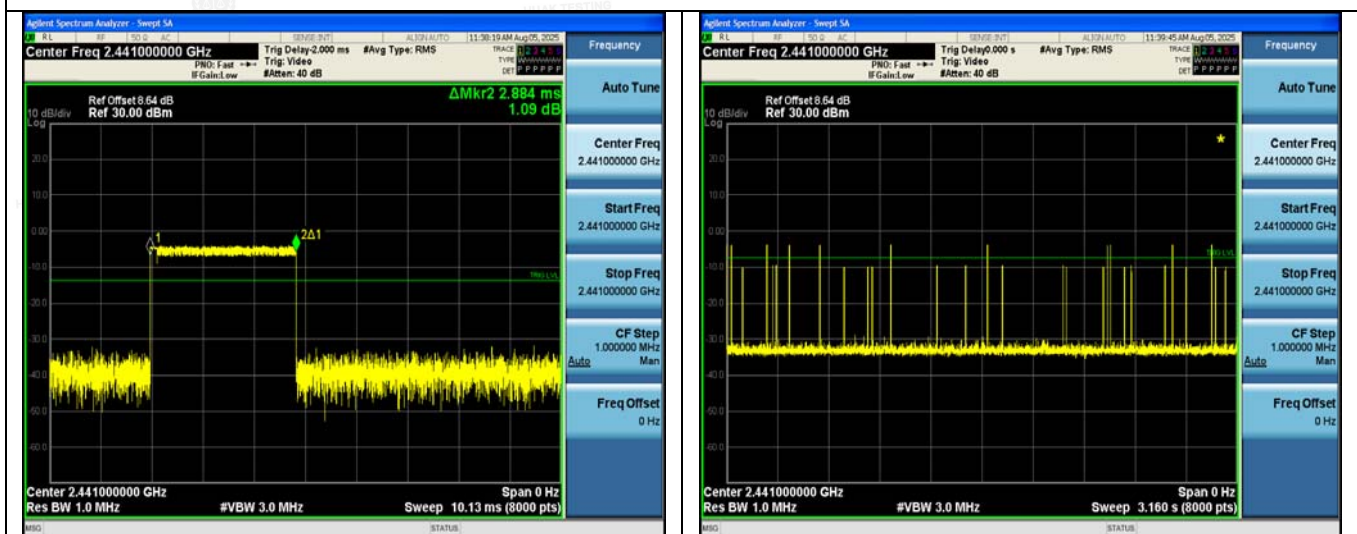 Agilent Spectrum Analyzer - Swept SA
RL RF 50 Ω AC SENSE:INT ALIGN AUTO 11:38:19 AM Aug 05, 2025
Center Freq 2.441000000 GHz
Trig Delay-2.000 ms #Avg Type: RMS
TRACE 1 2 3 4 5 6
PNO: Fast Trig: Video
TYPE
IFGain:Low #Atten: 40 dB
DET P P P P P P
ΔMkr2 2.884 ms
1.09 dB
Ref Offset 8.64 dB
10 dB/div Ref 30.00 dBm
Log
20.0
10.0
0.00
-10.0
-20.0
-30.0
-40.0
-50.0
-60.0
1
2Δ1
TRIG LVL
Center 2.441000000 GHz Span 0 Hz
Res BW 1.0 MHz #VBW 3.0 MHz Sweep 10.13 ms (8000 pts)
MSG STATUS
Frequency
Auto Tune
Center Freq
2.441000000 GHz
Start Freq
2.441000000 GHz
Stop Freq
2.441000000 GHz
CF Step
1.000000 MHz
Auto Man
Freq Offset
0 Hz
Agilent Spectrum Analyzer - Swept SA
RL RF 50 Ω AC SENSE:INT ALIGN AUTO 11:39:45 AM Aug 05, 2025
Center Freq 2.441000000 GHz
Trig Delay0.000 s #Avg Type: RMS
TRACE 1 2 3 4 5 6
PNO: Fast Trig: Video
TYPE
IFGain:Low #Atten: 40 dB
DET P P P P P P
Ref Offset 8.64 dB
10 dB/div Ref 30.00 dBm
Log
20.0
10.0
0.00
-10.0
-20.0
-30.0
-40.0
-50.0
-60.0
TRIG LVL
Center 2.441000000 GHz Span 0 Hz
Res BW 1.0 MHz #VBW 3.0 MHz Sweep 3.160 s (8000 pts)
MSG STATUS
Frequency
Auto Tune
Center Freq
2.441000000 GHz
Start Freq
2.441000000 GHz
Stop Freq
2.441000000 GHz
CF Step
1.000000 MHz
Auto Man
Freq Offset
0 Hz